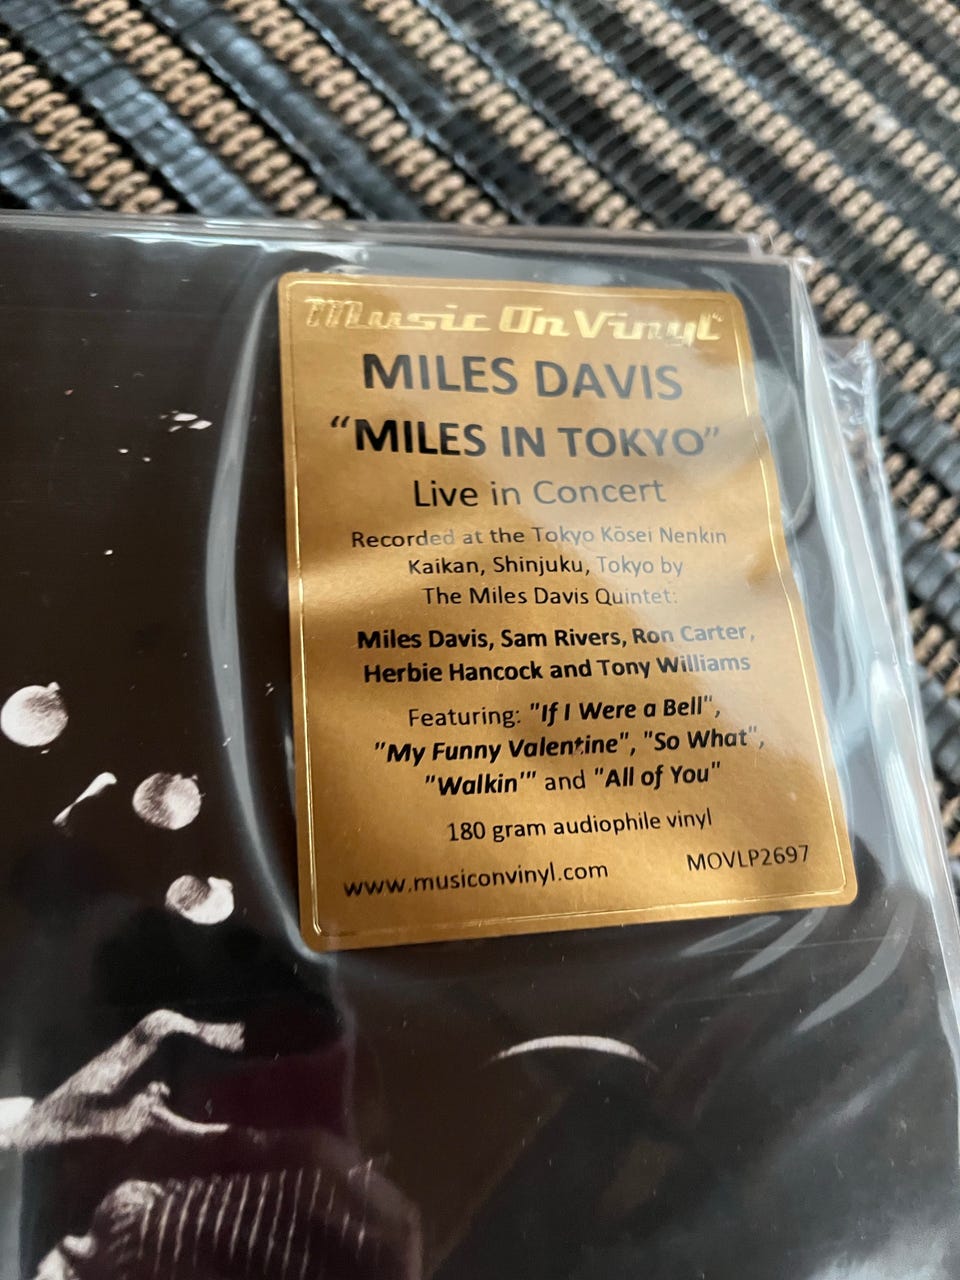 Music On Vinyl
MILES DAVIS
“MILES IN TOKYO”
Live in Concert
Recorded at the Tokyo Kōsei Nenkin
Kaikan, Shinjuku, Tokyo by
The Miles Davis Quintet:
Miles Davis, Sam Rivers, Ron Carter,
Herbie Hancock and Tony Williams
Featuring: "If I Were a Bell",
"My Funny Valentine", "So What",
"Walkin'" and "All of You"
180 gram audiophile vinyl
www.musiconvinyl.com MOVLP2697